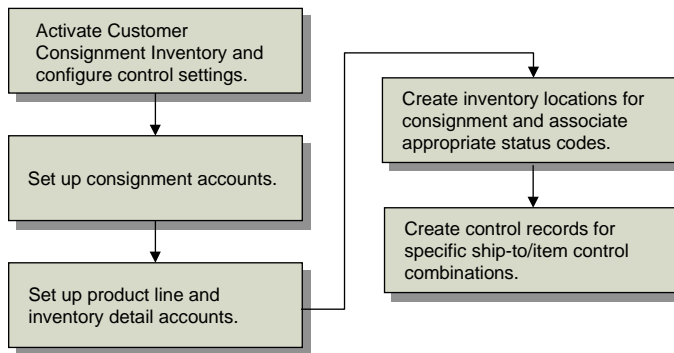 Activate Customer
Consignment Inventory and
configure control settings.
Set up consignment accounts.
Set up product line and
inventory detail accounts.
Create inventory locations for
consignment and associate
appropriate status codes.
Create control records for
specific ship-to/item control
combinations.